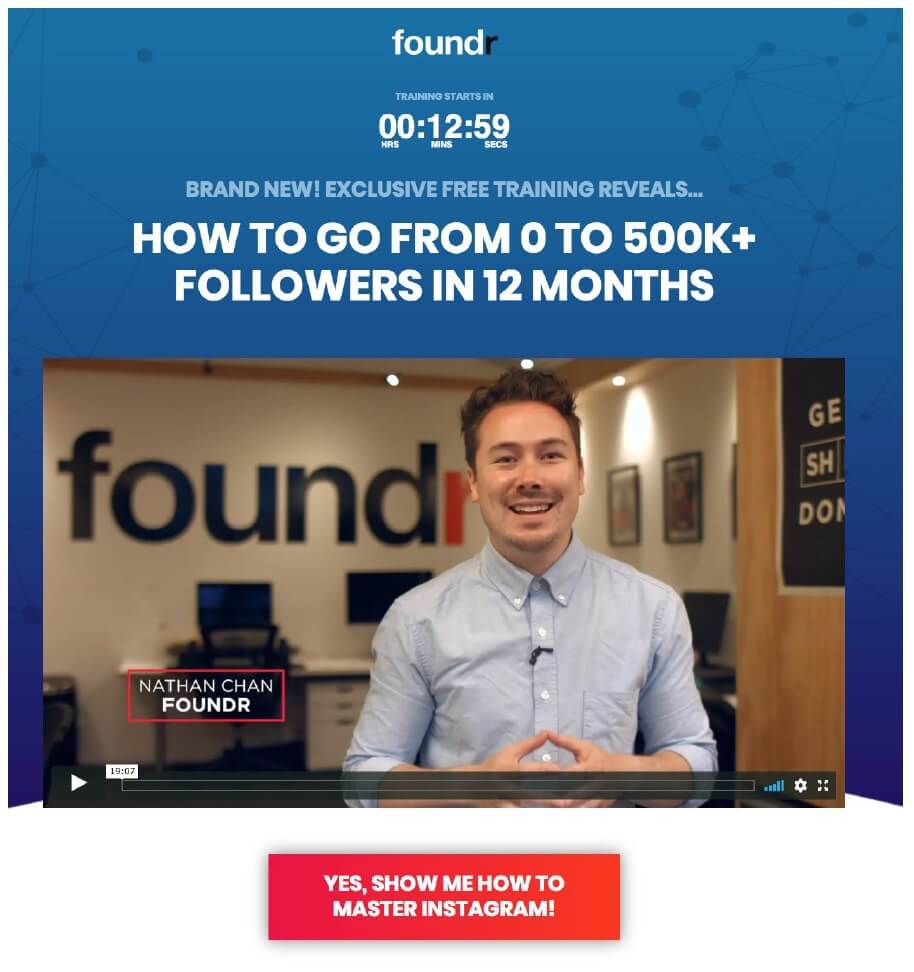 foundr
TRAINING STARTS IN
00:12:59
HRS MINS SECS
BRAND NEW! EXCLUSIVE FREE TRAINING REVEALS...
HOW TO GO FROM 0 TO 500K+
FOLLOWERS IN 12 MONTHS
foundr
GE
SH
DON
NATHAN CHAN
FOUNDR
19:07
YES, SHOW ME HOW TO
MASTER INSTAGRAM!